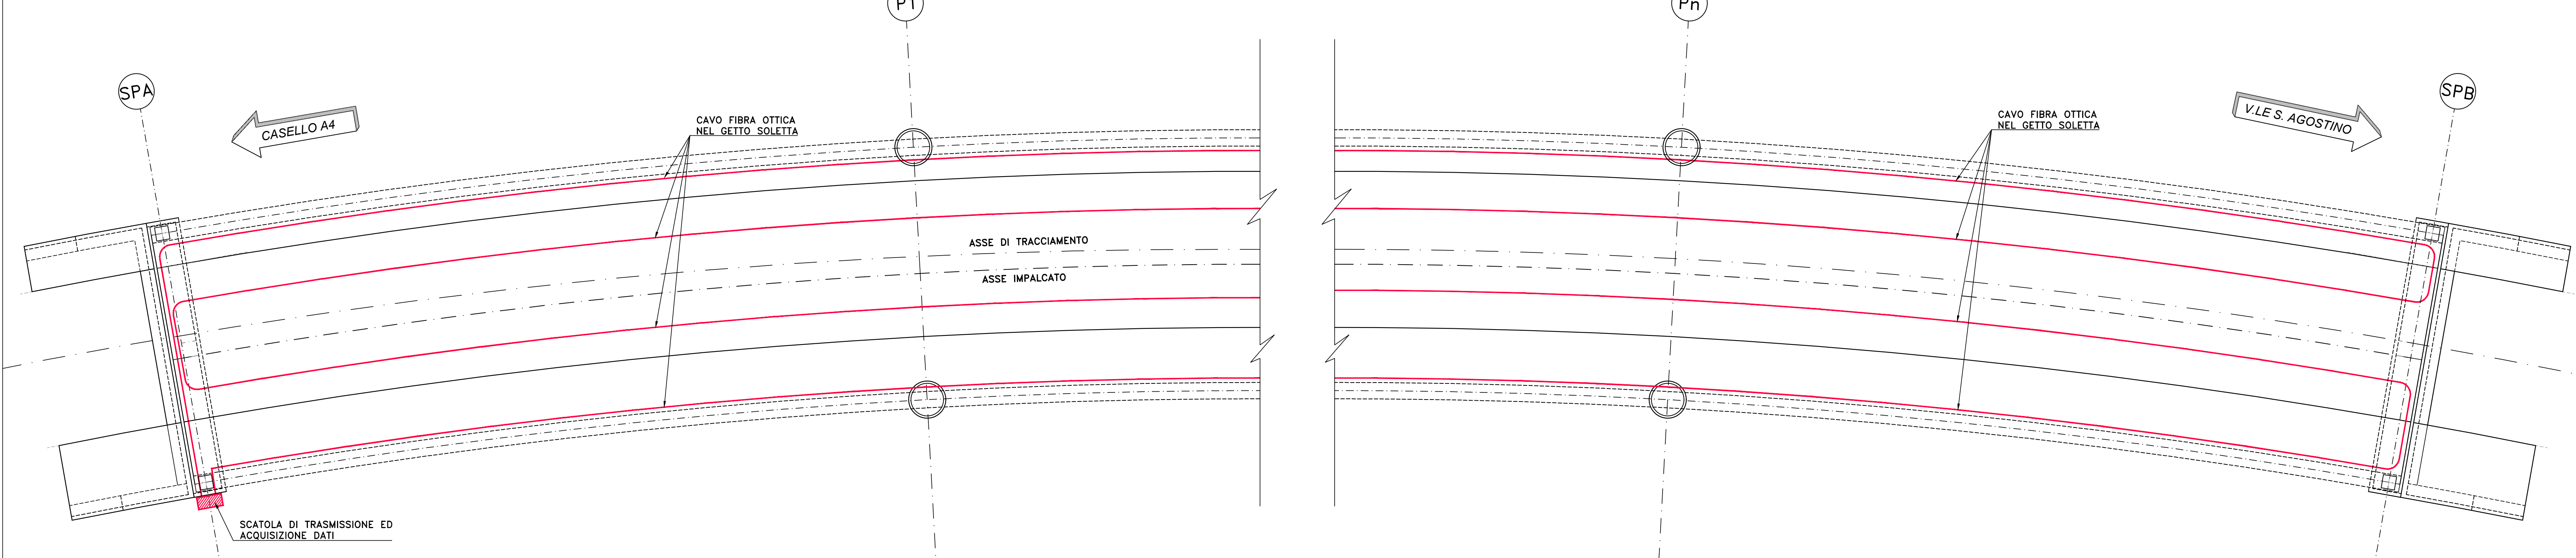 P1
Pn
SPA
CASELLO A4
CAVO FIBRA OTTICA
NEL GETTO SOLETTA
CAVO FIBRA OTTICA
NEL GETTO SOLETTA
V.LE S. AGOSTINO
SPB
ASSE DI TRACCIAMENTO
ASSE IMPALCATO
SCATOLA DI TRASMISSIONE ED
ACQUISIZIONE DATI